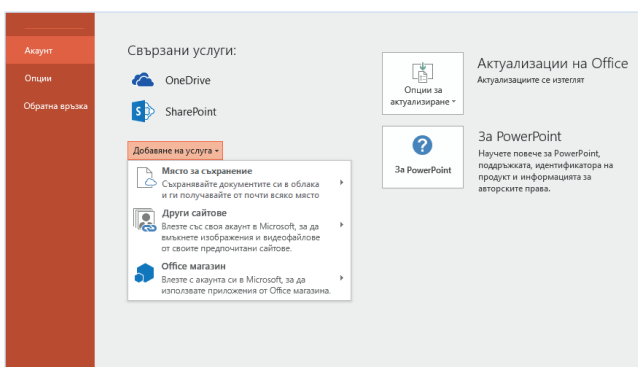 Акаунт
Опции
Обратна връзка
Свързани услуги:
OneDrive
SharePoint
Добавяне на услуга
Място за съхранение
Съхранявайте документите си в облака
и ги получавайте от почти всяко място
Други сайтове
Влезте със своя акаунт в Microsoft, за да
вмъкнете изображения и видеофайлове
от своите предпочитани сайтове.
Office магазин
Влезте с акаунта си в Microsoft, за да
използвате приложения от Office магазина.
Опции за
актуализиране
Актуализации на Office
Актуализациите се изтеглят
За PowerPoint
За PowerPoint
Научете повече за PowerPoint,
поддръжката, идентификатора на
продукт и информацията за
авторските права.